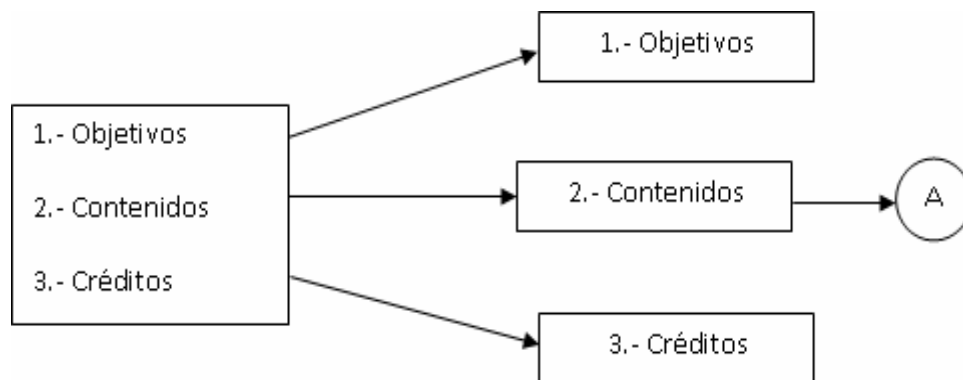 1.- Objetivos
2.- Contenidos
3.- Créditos
1.- Objetivos
2.- Contenidos
A
3.- Créditos